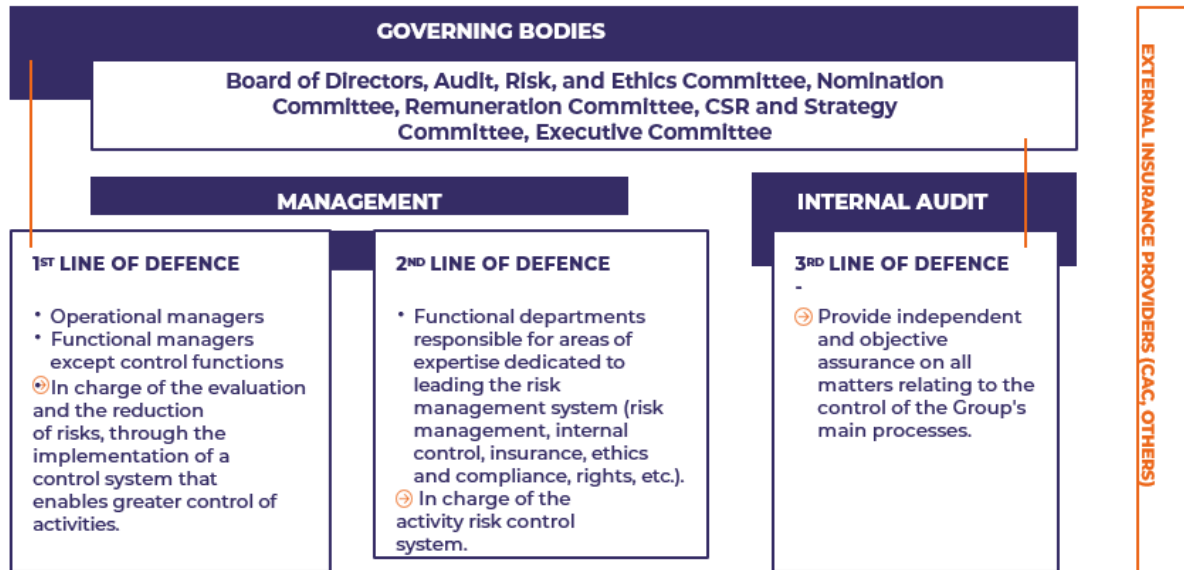 GOVERNING BODIES
Board of Directors, Audit, Risk, and Ethics Committee, Nomination
Committee, Remuneration Committee, CSR and Strategy
Committee, Executive Committee
MANAGEMENT
1ST LINE OF DEFENCE
• Operational managers
• Functional managers
except control functions
In charge of the evaluation
and the reduction
of risks, through the
implementation of a
control system that
enables greater control of
activities.
2ND LINE OF DEFENCE
• Functional departments
responsible for areas of
expertise dedicated to
leading the risk
management system (risk
management, internal
control, insurance, ethics
and compliance, rights, etc.).
In charge of the
activity risk control
system.
INTERNAL AUDIT
3RD LINE OF DEFENCE
-
Provide independent
and objective
assurance on all
matters relating to the
control of the Group's
main processes.
EXTERNAL INSURANCE PROVIDERS (CAC, OTHERS)